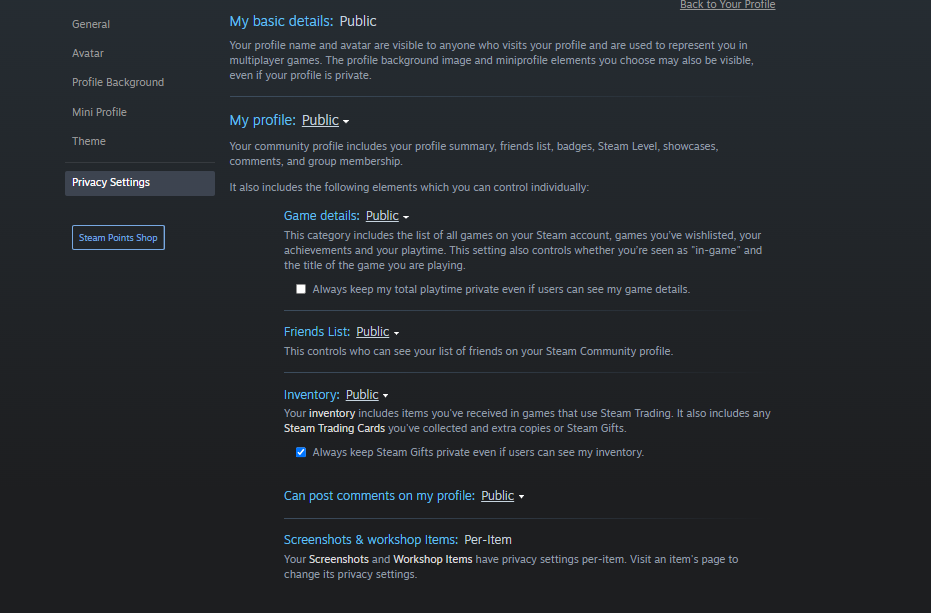 Back to Your Profile
General
Avatar
Profile Background
Mini Profile
Theme
Privacy Settings
Steam Points Shop
My basic details: Public
Your profile name and avatar are visible to anyone who visits your profile and are used to represent you in
multiplayer games. The profile background image and miniprofile elements you choose may also be visible,
even if your profile is private.
My profile: Public
Your community profile includes your profile summary, friends list, badges, Steam Level, showcases,
comments, and group membership.
It also includes the following elements which you can control individually:
Game details: Public
This category includes the list of all games on your Steam account, games you've wishlisted, your
achievements and your playtime. This setting also controls whether you're seen as "in-game" and
the title of the game you are playing.
Always keep my total playtime private even if users can see my game details.
Friends List: Public
This controls who can see your list of friends on your Steam Community profile.
Inventory: Public
Your inventory includes items you've received in games that use Steam Trading. It also includes any
Steam Trading Cards you've collected and extra copies or Steam Gifts.
Always keep Steam Gifts private even if users can see my inventory.
Can post comments on my profile: Public
Screenshots & workshop Items: Per-Item
Your Screenshots and Workshop Items have privacy settings per-item. Visit an item's page to
change its privacy settings.